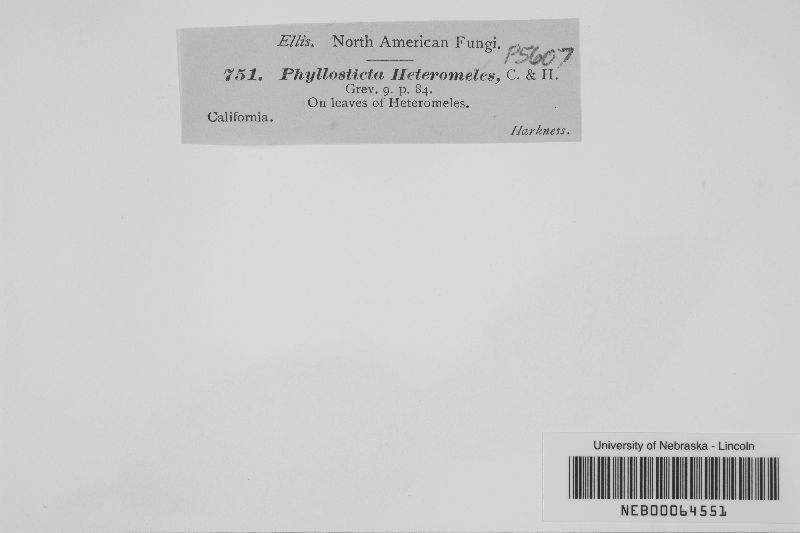 Ellis. North American Fungi.
P5607
751. Phyllosticta Heteromeles, C. & H.
Grev. 9. p. 84.
On leaves of Heteromeles.
California.
Harkness.
University of Nebraska - Lincoln
NEB00064551